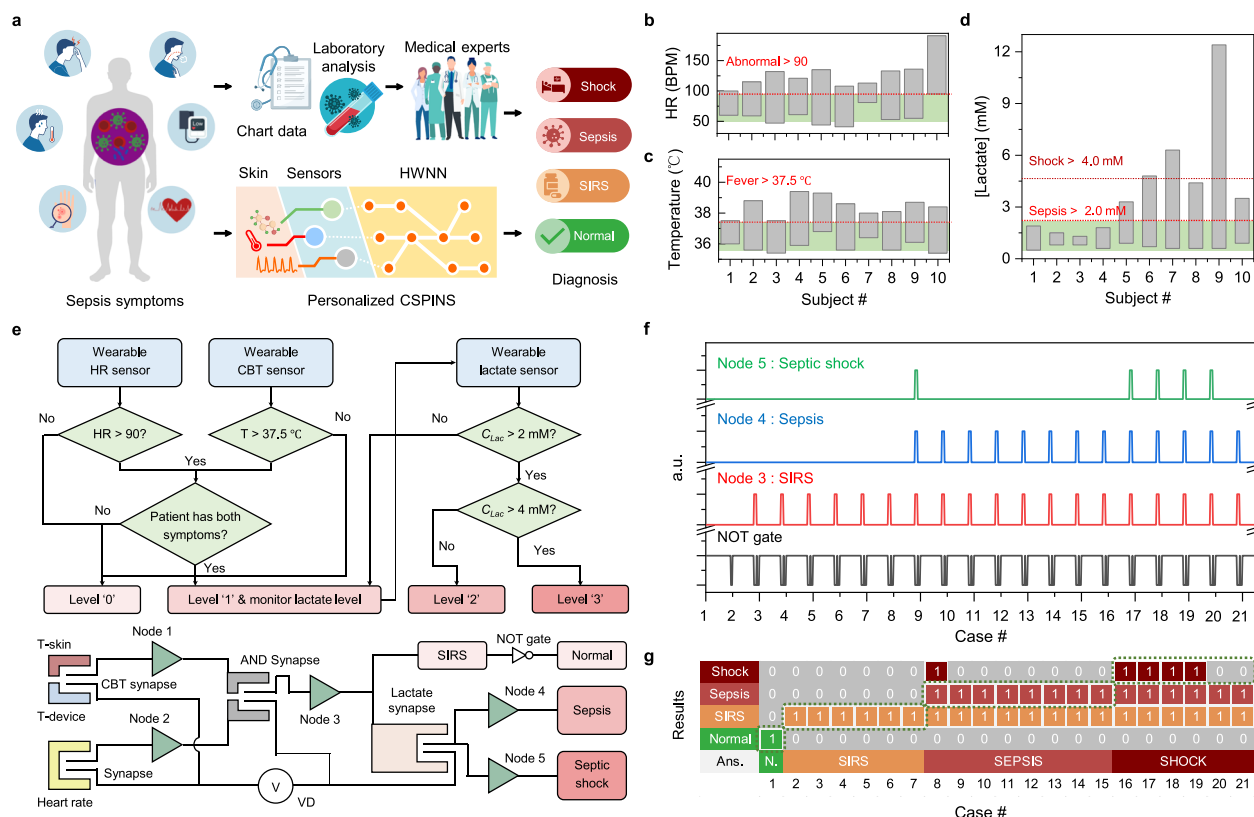 a
Laboratory
analysis
Medical experts
Chart data
LOW
Skin
Sensors
HWNN
Sepsis symptoms
Personalized CSPINS
Shock
Sepsis
SIRS
Normal
Diagnosis
b
HR (BPM)
150
100
50
Abnormal > 90
c
Temperature (℃)
40
38
36
Fever > 37.5 ℃
1 2 3 4 5 6 7 8 9 10
Subject #
d
[Lactate] (mM)
12
9
6
3
0
Shock > 4.0 mM
Sepsis > 2.0 mM
1 2 3 4 5 6 7 8 9 10
Subject #
e
Wearable
HR sensor
Wearable
CBT sensor
Wearable
lactate sensor
No
No
No
HR > 90?
T > 37.5 ℃
C_Lac > 2 mM?
Yes
Yes
No
Patient has both
symptoms?
C_Lac > 4 mM?
No
Yes
Yes
Level ‘0’
Level ‘1’ & monitor lactate level
Level ‘2’
Level ‘3’
T-skin
Node 1
AND Synapse
NOT gate
SIRS
Normal
CBT synapse
T-device
Node 2
Node 3
Lactate
synapse
Node 4
Sepsis
Synapse
Heart rate
V
VD
Node 5
Septic
shock
f
a.u.
Node 5 : Septic shock
Node 4 : Sepsis
Node 3 : SIRS
NOT gate
1 2 3 4 5 6 7 8 9 10 11 12 13 14 15 16 17 18 19 20 21
Case #
g
Results
Shock 0 0 0 0 0 0 0 1 0 0 0 0 0 0 0 1 1 1 1 0 0
Sepsis 0 0 0 0 0 0 0 1 1 1 1 1 1 1 1 1 1 1 1 1 1
SIRS 0 1 1 1 1 1 1 1 1 1 1 1 1 1 1 1 1 1 1 1 1
Normal 1 0 0 0 0 0 0 0 0 0 0 0 0 0 0 0 0 0 0 0 0
Ans. N. SIRS SEPSIS SHOCK
1 2 3 4 5 6 7 8 9 10 11 12 13 14 15 16 17 18 19 20 21
Case #